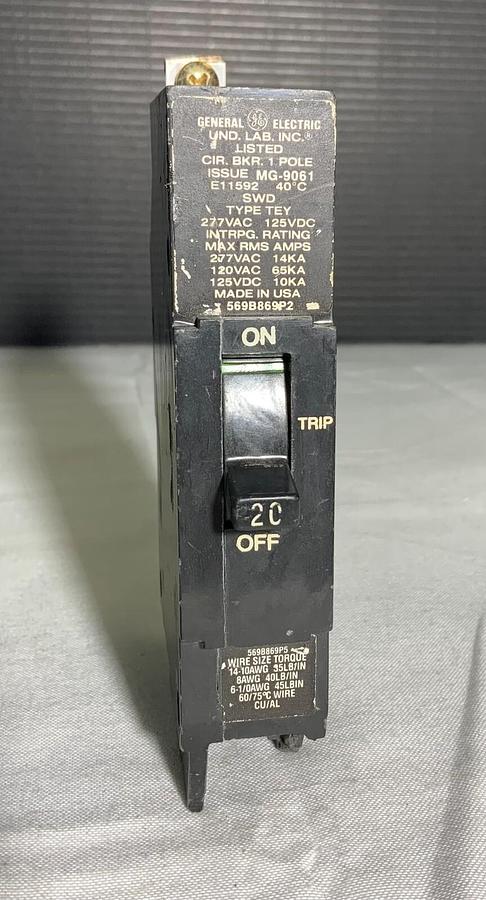 GENERAL GE ELECTRIC
UND. LAB. INC.®
LISTED
CIR. BKR. 1 POLE
ISSUE MG-9061
E11592 40°C
SWD
TYPE TEY
277VAC 125VDC
INTRPG. RATING
MAX RMS AMPS
277VAC 14KA
120VAC 65KA
125VDC 10KA
MADE IN USA
569B869P2
ON
TRIP
20
OFF
569B869P5
WIRE SIZE TORQUE
14-10AWG 35LB/IN
8AWG 40LB/IN
6-1/0AWG 45LBIN
60/75°C WIRE
CU/AL